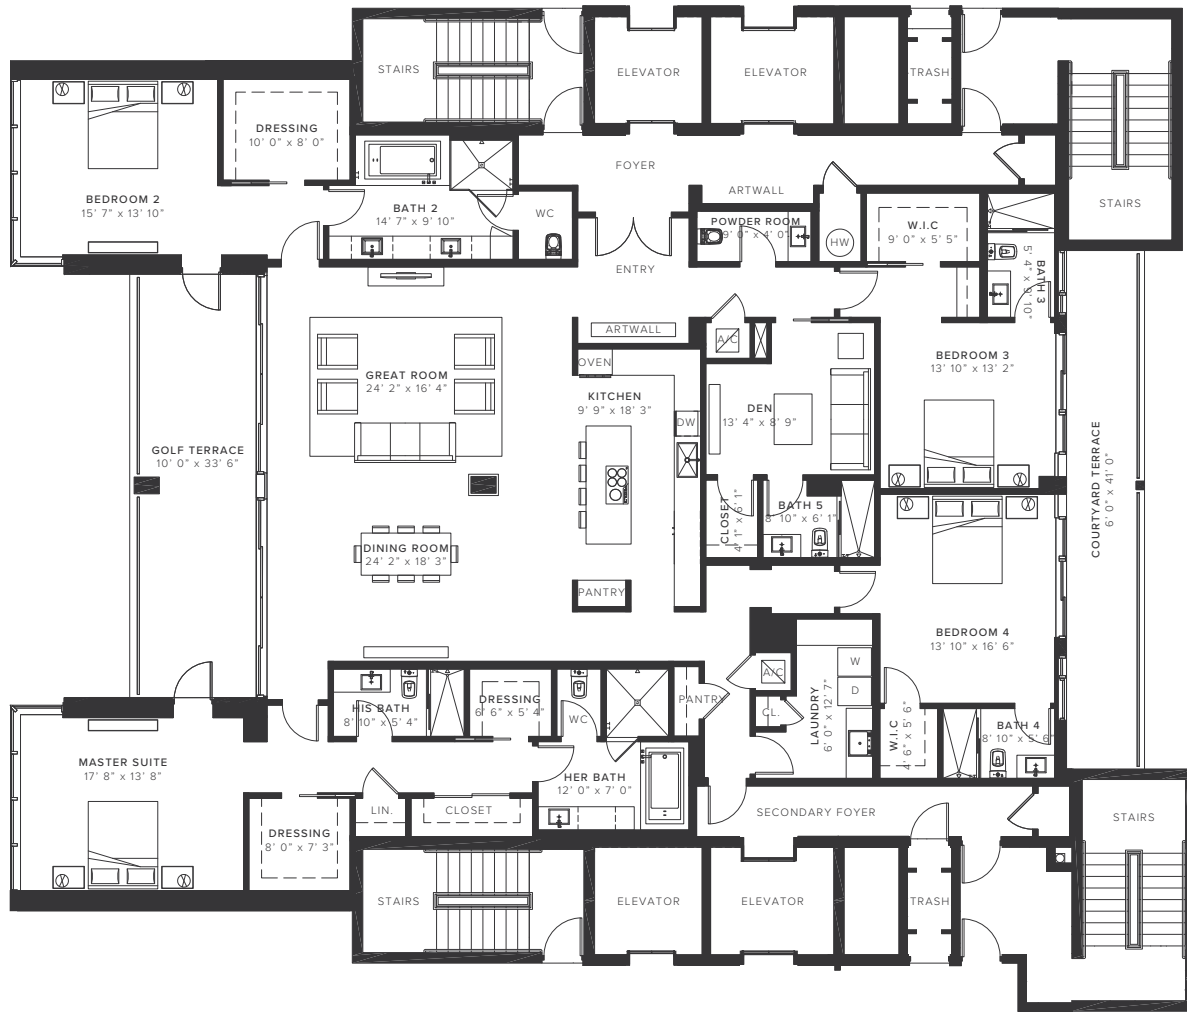 STAIRS
ELEVATOR
ELEVATOR
TRASH
DRESSING
10' 0" x 8' 0"
FOYER
ARTWALL
BEDROOM 2
15' 7" x 13' 10"
BATH 2
14' 7" x 9' 10"
WC
POWDER ROOM
9' 0" x 4' 0"
HW
W.I.C
9' 0" x 5' 5"
STAIRS
BATH 3
5' 4" x 9' 10"
ENTRY
ARTWALL
A/C
OVEN
GREAT ROOM
24' 2" x 16' 4"
KITCHEN
9' 9" x 18' 3"
DW
DEN
13' 4" x 8' 9"
BEDROOM 3
13' 10" x 13' 2"
GOLF TERRACE
10' 0" x 33' 6"
COURTYARD TERRACE
6' 0" x 41' 0"
CLOSET
4' 1" x 6' 1"
BATH 5
8' 10" x 6' 1"
DINING ROOM
24' 2" x 18' 3"
PANTRY
BEDROOM 4
13' 10" x 16' 6"
A/C
W
D
LAUNDRY
6' 0" x 12' 7"
HIS BATH
8' 10" x 5' 4"
DRESSING
6' 6" x 5' 4"
WC
PANTRY
CL.
W.I.C
4' 6" x 5' 6"
BATH 4
8' 10" x 5' 6"
MASTER SUITE
17' 8" x 13' 8"
HER BATH
12' 0" x 7' 0"
LIN.
CLOSET
SECONDARY FOYER
STAIRS
DRESSING
8' 0" x 7' 3"
STAIRS
ELEVATOR
ELEVATOR
TRASH